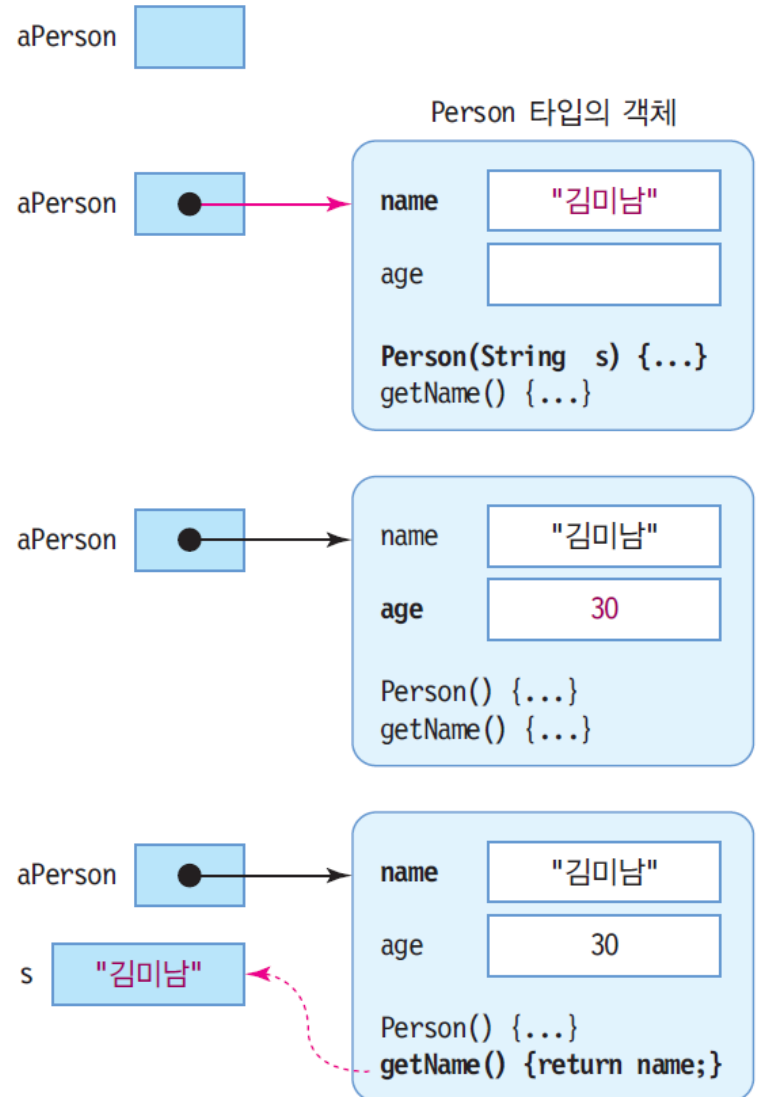 aPerson
Person 타입의 객체
aPerson
name "김미남"
age
Person(String s) {...}
getName() {...}
aPerson
name "김미남"
age 30
Person() {...}
getName() {...}
aPerson
name "김미남"
s "김미남"
age 30
Person() {...}
getName() {return name;}